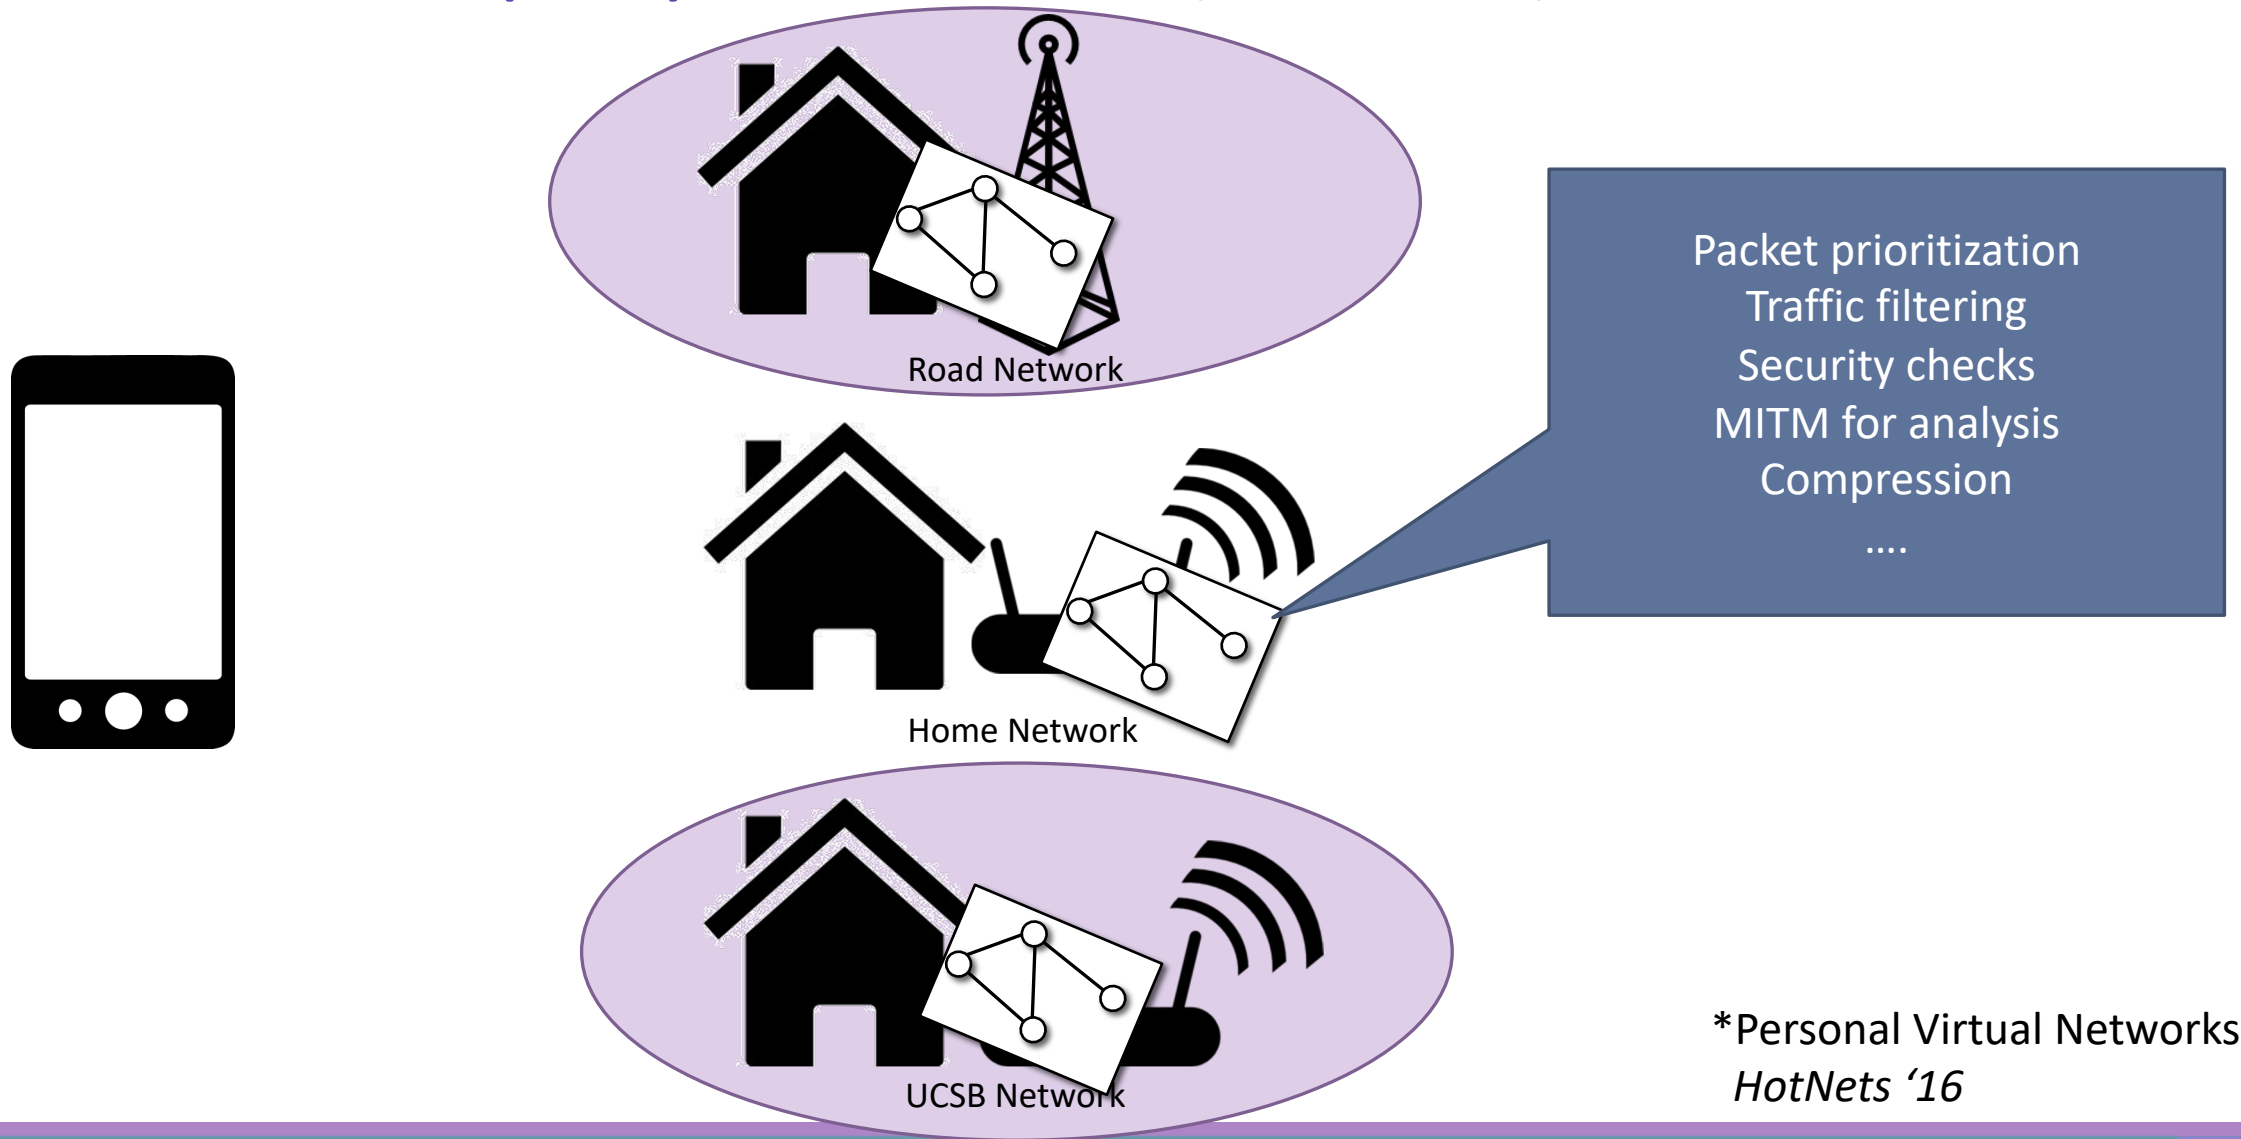 Road Network
Packet prioritization
Traffic filtering
Security checks
MITM for analysis
Compression
....
Home Network
UCSB Network
*Personal Virtual Networks
HotNets ‘16